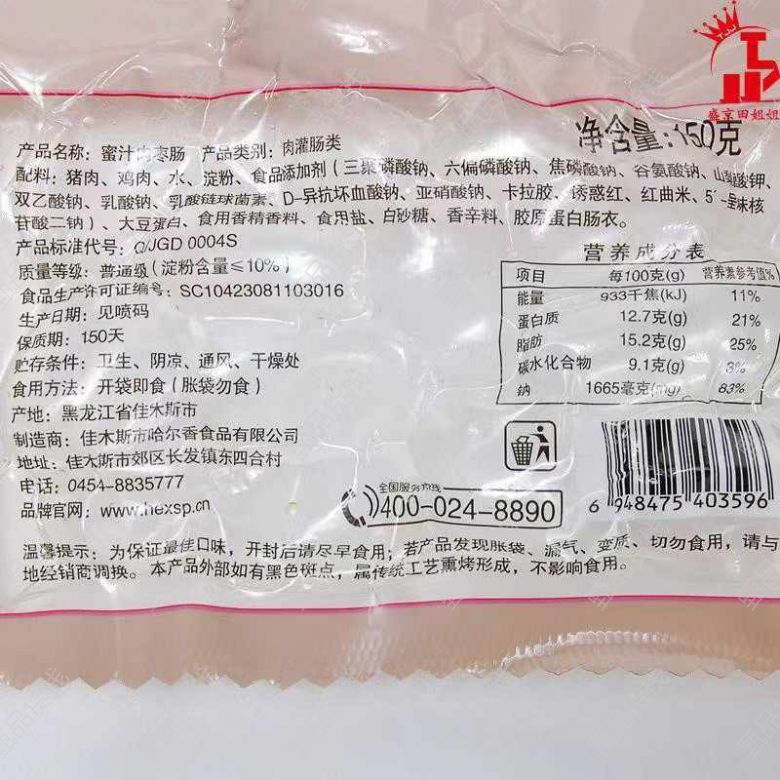 TJJ
盛京田姐姐
净含量:150克
产品名称: 蜜汁肉枣肠 产品类别: 肉灌肠类
配料: 猪肉、鸡肉、水、淀粉、食品添加剂 (三聚磷酸钠、六偏磷酸钠、焦磷酸钠、谷氨酸钠、山梨酸钾、
双乙酸钠、乳酸钠、乳酸链球菌素、D-异抗坏血酸钠、亚硝酸钠、卡拉胶、诱惑红、红曲米、5´-呈味核
苷酸二钠)、大豆蛋白、食用香精香料、食用盐、白砂糖、香辛料、胶原蛋白肠衣。
产品标准代号: Q/JGD 0004S
质量等级: 普通级 (淀粉含量≤10%)
食品生产许可证编号: SC10423081103016
生产日期: 见喷码
保质期: 150天
贮存条件: 卫生、阴凉、通风、干燥处
食用方法: 开袋即食 (胀袋勿食)
产地: 黑龙江省佳木斯市
制造商: 佳木斯市哈尔香食品有限公司
地址: 佳木斯市郊区长发镇东四合村
电话: 0454-8835777
品牌官网: www.hexsp.cn
营养成分表
项目 每100克(g) 营养素参考值%
能量 933千焦(kJ) 11%
蛋白质 12.7克(g) 21%
脂肪 15.2克(g) 25%
碳水化合物 9.1克(g) 3%
钠 1665毫克(mg) 83%
全国服务热线
400-024-8890
6 948475 403596
温馨提示: 为保证最佳口味, 开封后请尽早食用; 若产品发现胀袋、漏气、变质、切勿食用, 请与
地经销商调换。本产品外部如有黑色斑点, 属传统工艺熏烤形成, 不影响食用。